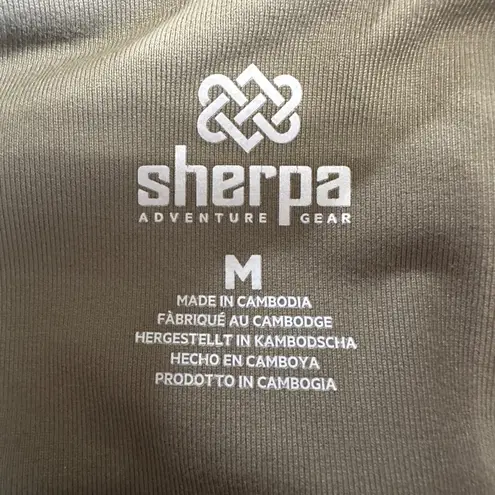 sherpa
ADVENTURE GEAR
M
MADE IN CAMBODIA
FÀBRIQUÉ AU CAMBODGE
HERGESTELLT IN KAMBODSCHA
HECHO EN CAMBOYA
PRODOTTO IN CAMBOGIA